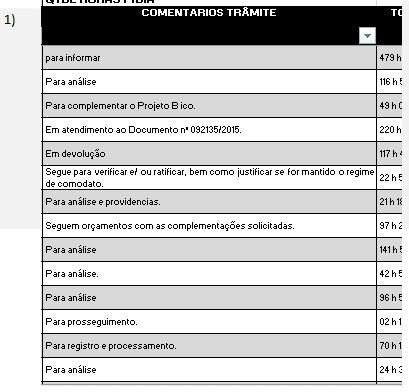 1)
COMENTARIOS TRÂMITE
para informar 479 h
Para análise 116 h
Para complementar o Projeto B ico. 49 h
Em atendimento ao Documento nº 092135/2015. 220 h
Em devolução 117 h
Segue para verificar e/ ou ratificar, bem como justificar se for mantido o regime
de comodato. 22 h
Para análise e providencias. 21 h
Seguem orçamentos com as complementações solicitadas. 97 h
Para análise 141 h
Para análise. 42 h
Para análise 96 h
Para prosseguimento. 02 h
Para registro e processamento. 70 h
Para análise 24 h